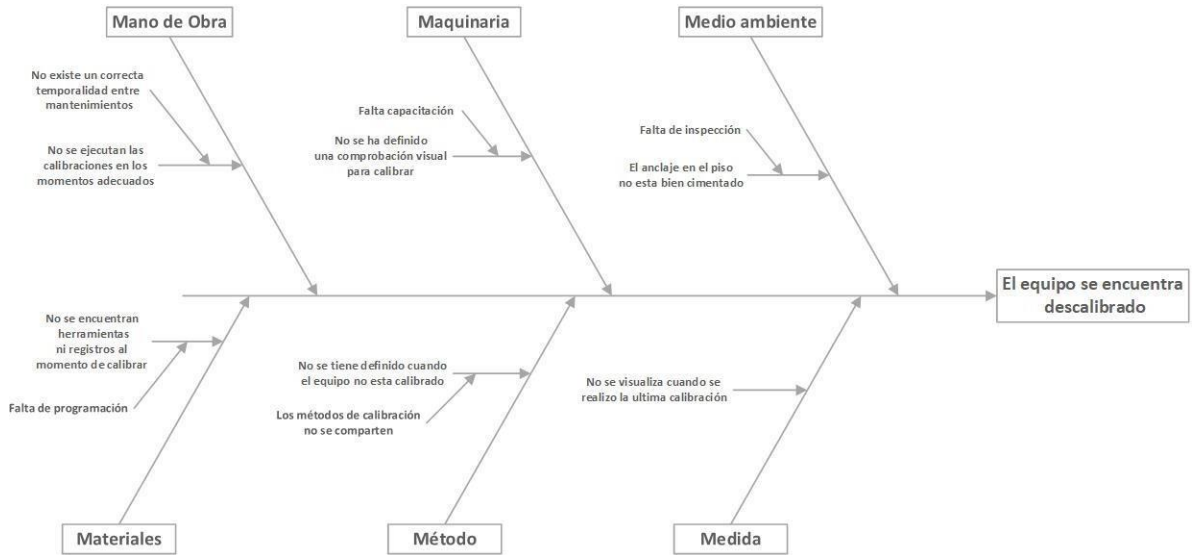 Mano de Obra
Maquinaria
Medio ambiente
No existe un correcta
temporalidad entre
mantenimientos
No se ejecutan las
calibraciones en los
momentos adecuados
Falta capacitación
No se ha definido
una comprobación visual
para calibrar
Falta de inspección
El anclaje en el piso
no esta bien cimentado
El equipo se encuentra
descalibrado
No se encuentran
herramientas
ni registros al
momento de calibrar
Falta de programación
No se tiene definido cuando
el equipo no esta calibrado
Los métodos de calibración
no se comparten
No se visualiza cuando se
realizo la ultima calibración
Materiales
Método
Medida